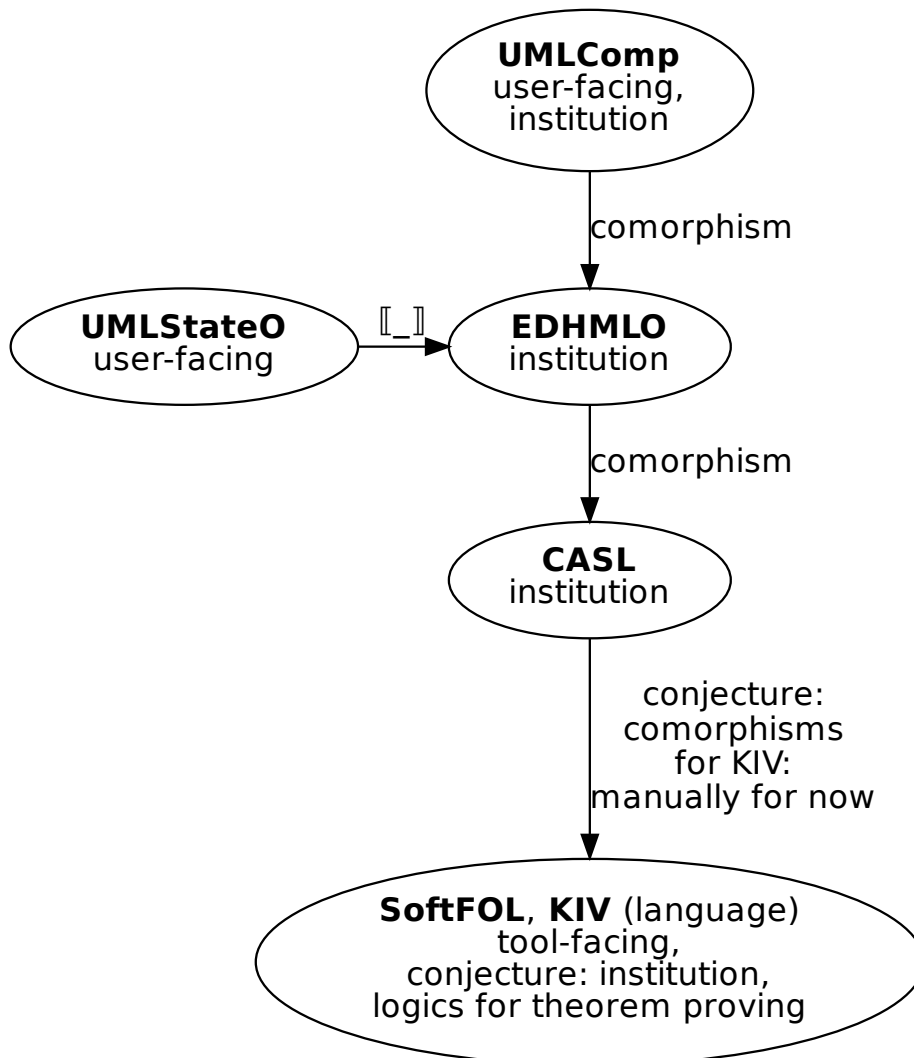 UMLComp
user-facing,
institution
comorphism
UMLStateO
user-facing
⟦_⟧
EDHMLO
institution
comorphism
CASL
institution
conjecture:
comorphisms
for KIV:
manually for now
SoftFOL, KIV (language)
tool-facing,
conjecture: institution,
logics for theorem proving